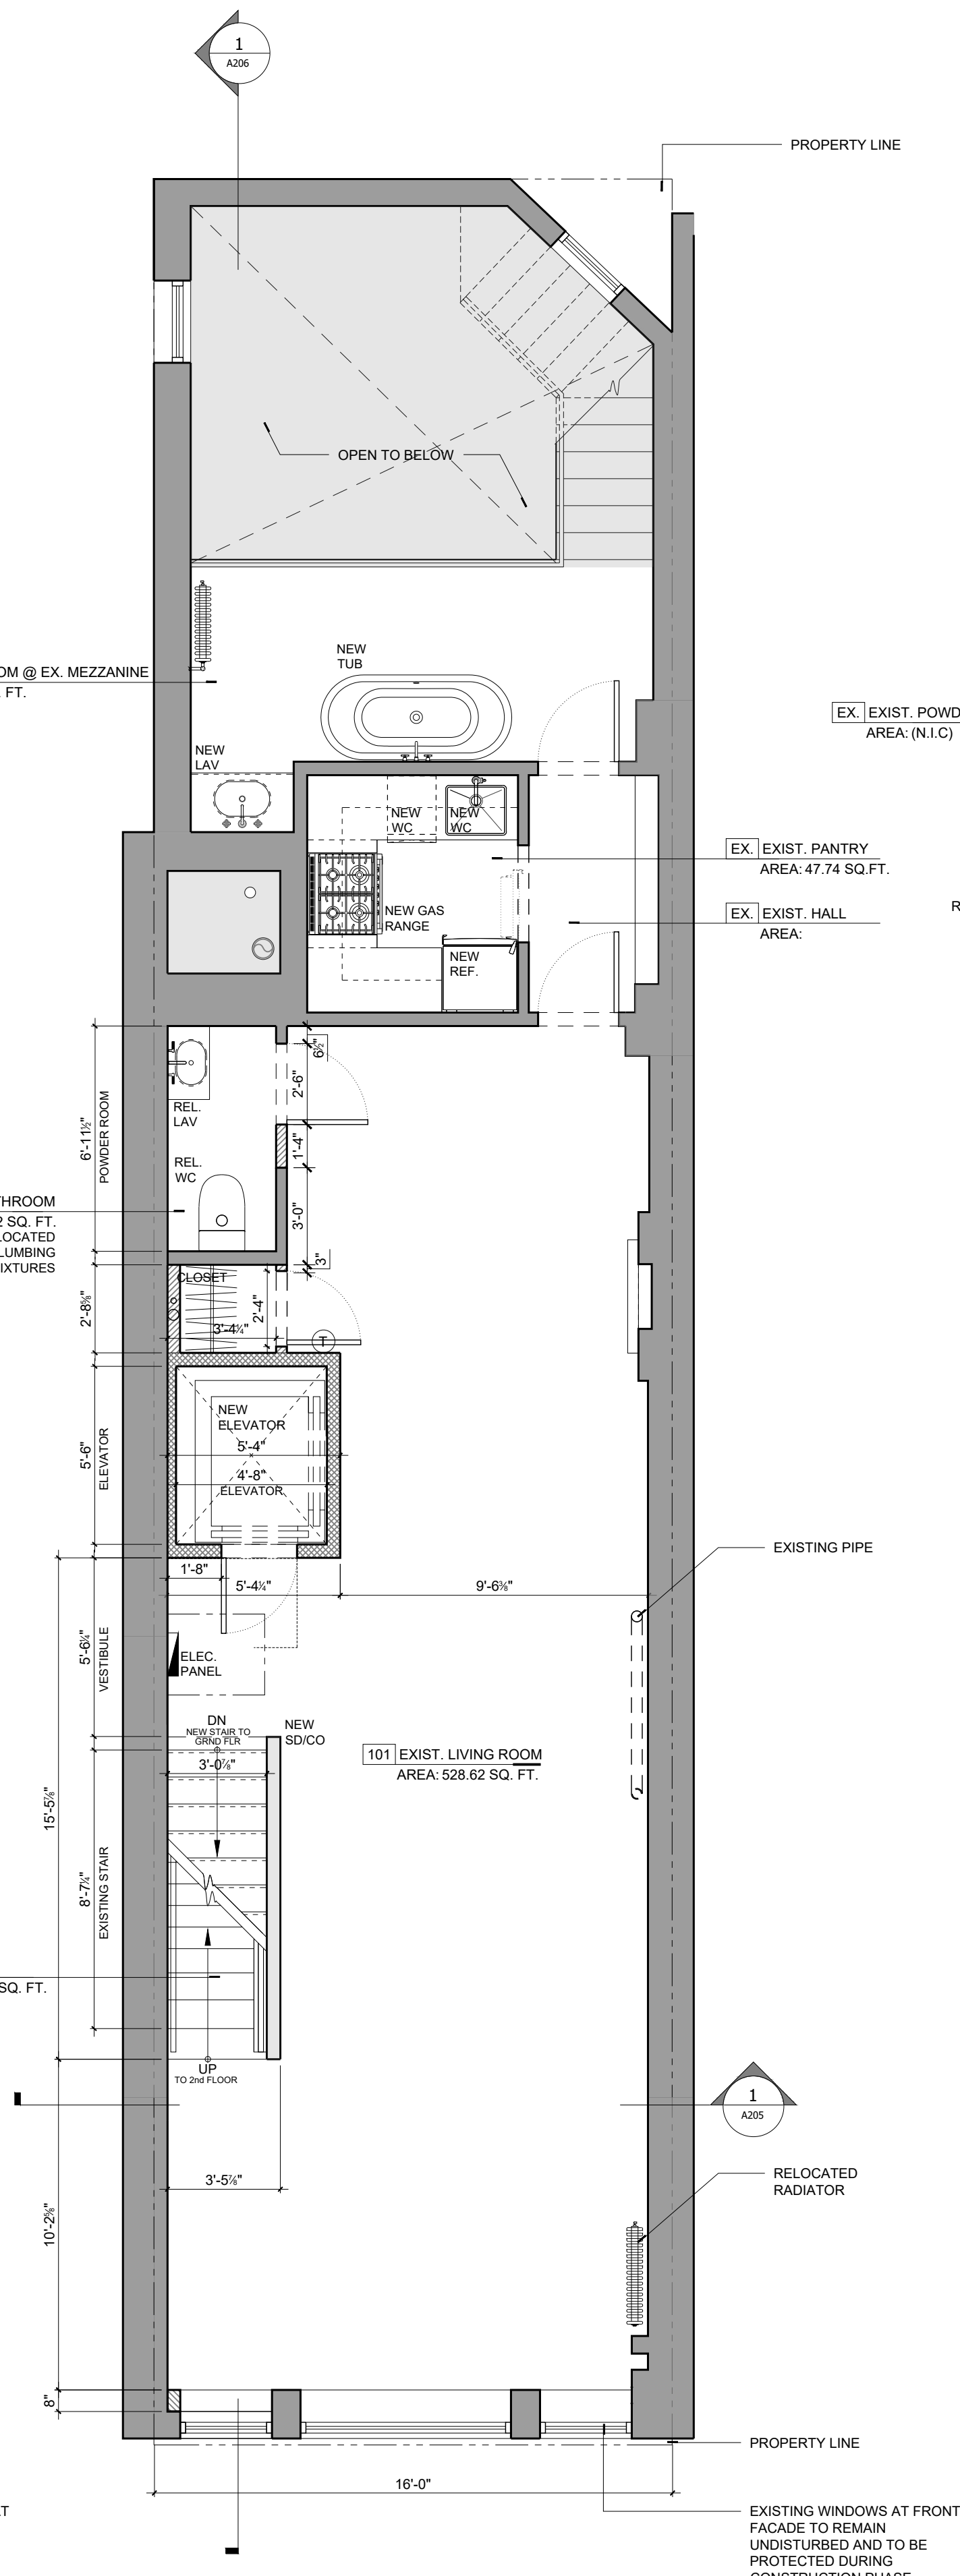 1
A206
PROPERTY LINE
OPEN TO BELOW
OM @ EX. MEZZANINE
. FT.
NEW
TUB
NEW
LAV
EX. EXIST. POWD
AREA: (N.I.C)
NEW
WC
NEW
WC
EX. EXIST. PANTRY
AREA: 47.74 SQ.FT.
NEW GAS
RANGE
EX. EXIST. HALL
AREA:
R
NEW
REF.
6½"
2'-6"
1'-4"
3'-0"
3"
6'-11½"
POWDER ROOM
REL.
LAV
REL.
WC
THROOM
2 SQ. FT.
LOCATED
LUMBING
IXTURES
CLOSET
2'-8⅝"
2'-4"
3'-4¼"
T
NEW
ELEVATOR
5'-4"
4'-8"
ELEVATOR
5'-6"
ELEVATOR
EXISTING PIPE
1'-8"
5'-4¼"
9'-6⅜"
5'-6¼"
VESTIBULE
ELEC.
PANEL
DN
NEW STAIR TO
GRND FLR
NEW
SD/CO
3'-0⅞"
101 EXIST. LIVING ROOM
AREA: 528.62 SQ. FT.
15'-5⅞"
8'-7¼"
EXISTING STAIR
SQ. FT.
UP
TO 2nd FLOOR
1
A205
3'-5⅞"
RELOCATED
RADIATOR
10'-2⅝"
8"
PROPERTY LINE
16'-0"
AT
EXISTING WINDOWS AT FRONT
FACADE TO REMAIN
UNDISTURBED AND TO BE
PROTECTED DURING
CONSTRUCTION PHASE